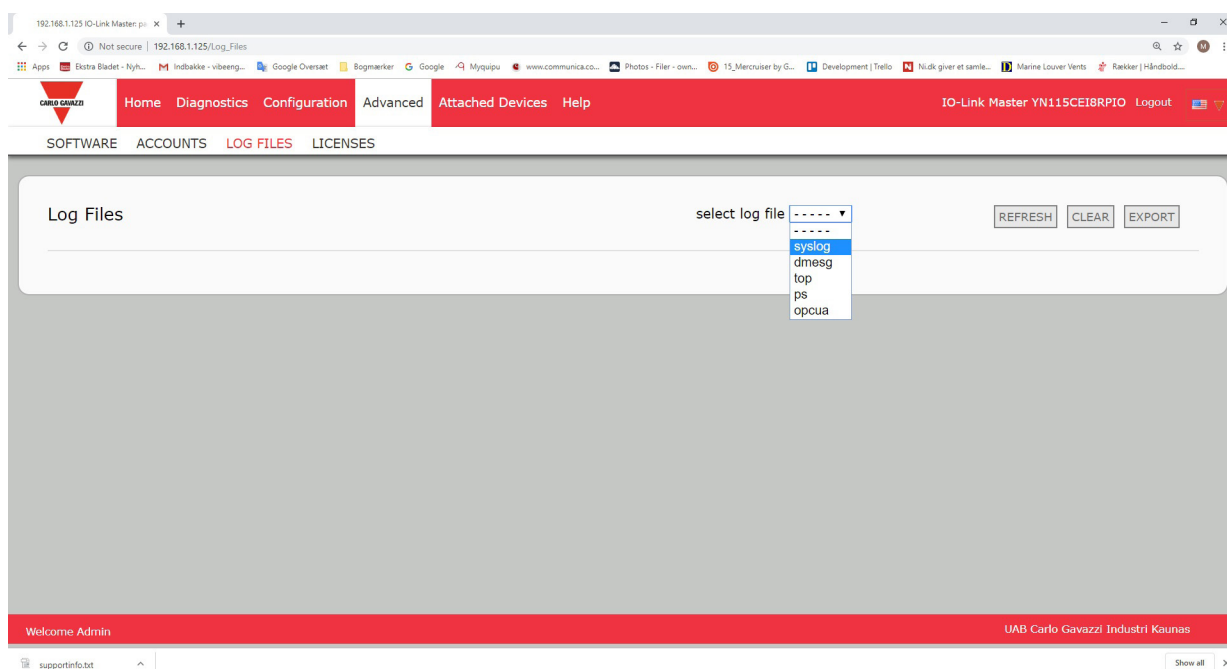 192.168.1.125 IO-Link Master: pa
Not secure | 192.168.1.125/Log_Files
M
Apps Ekstra Bladet - Nyh... Indbakke - vibeeng... Google Oversæt Bogmærker Google Myquipu www.communica.co... Photos - Filer - own... 15_Mercruiser by G... Development | Trello Ni.dk giver et samle... Marine Louver Vents Rækker | Håndbold....
CARLO GAVAZZI
Home Diagnostics Configuration Advanced Attached Devices Help IO-Link Master YN115CEI8RPIO Logout
SOFTWARE ACCOUNTS LOG FILES LICENSES
Log Files select log file - - - - - REFRESH CLEAR EXPORT
- - - - -
syslog
dmesg
top
ps
opcua
Welcome Admin UAB Carlo Gavazzi Industri Kaunas
supportinfo.txt Show all